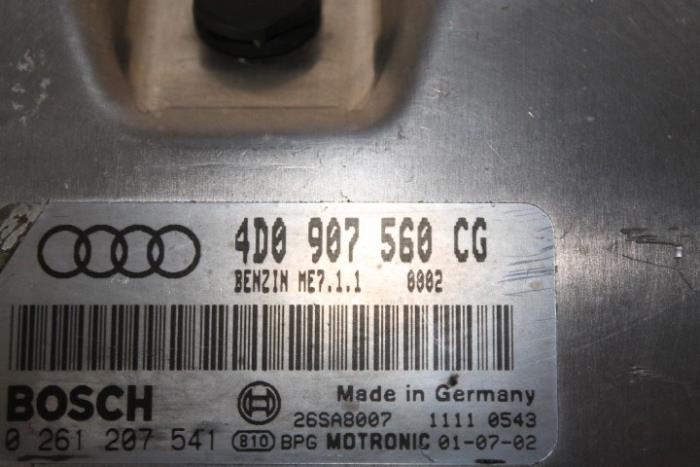 4D0 907 560 CG
BENZIN ME7.1.1 0002
BOSCH Made in Germany
26SA8007 1111 0543
0 261 207 541 810 BPG MOTRONIC 01-07-02